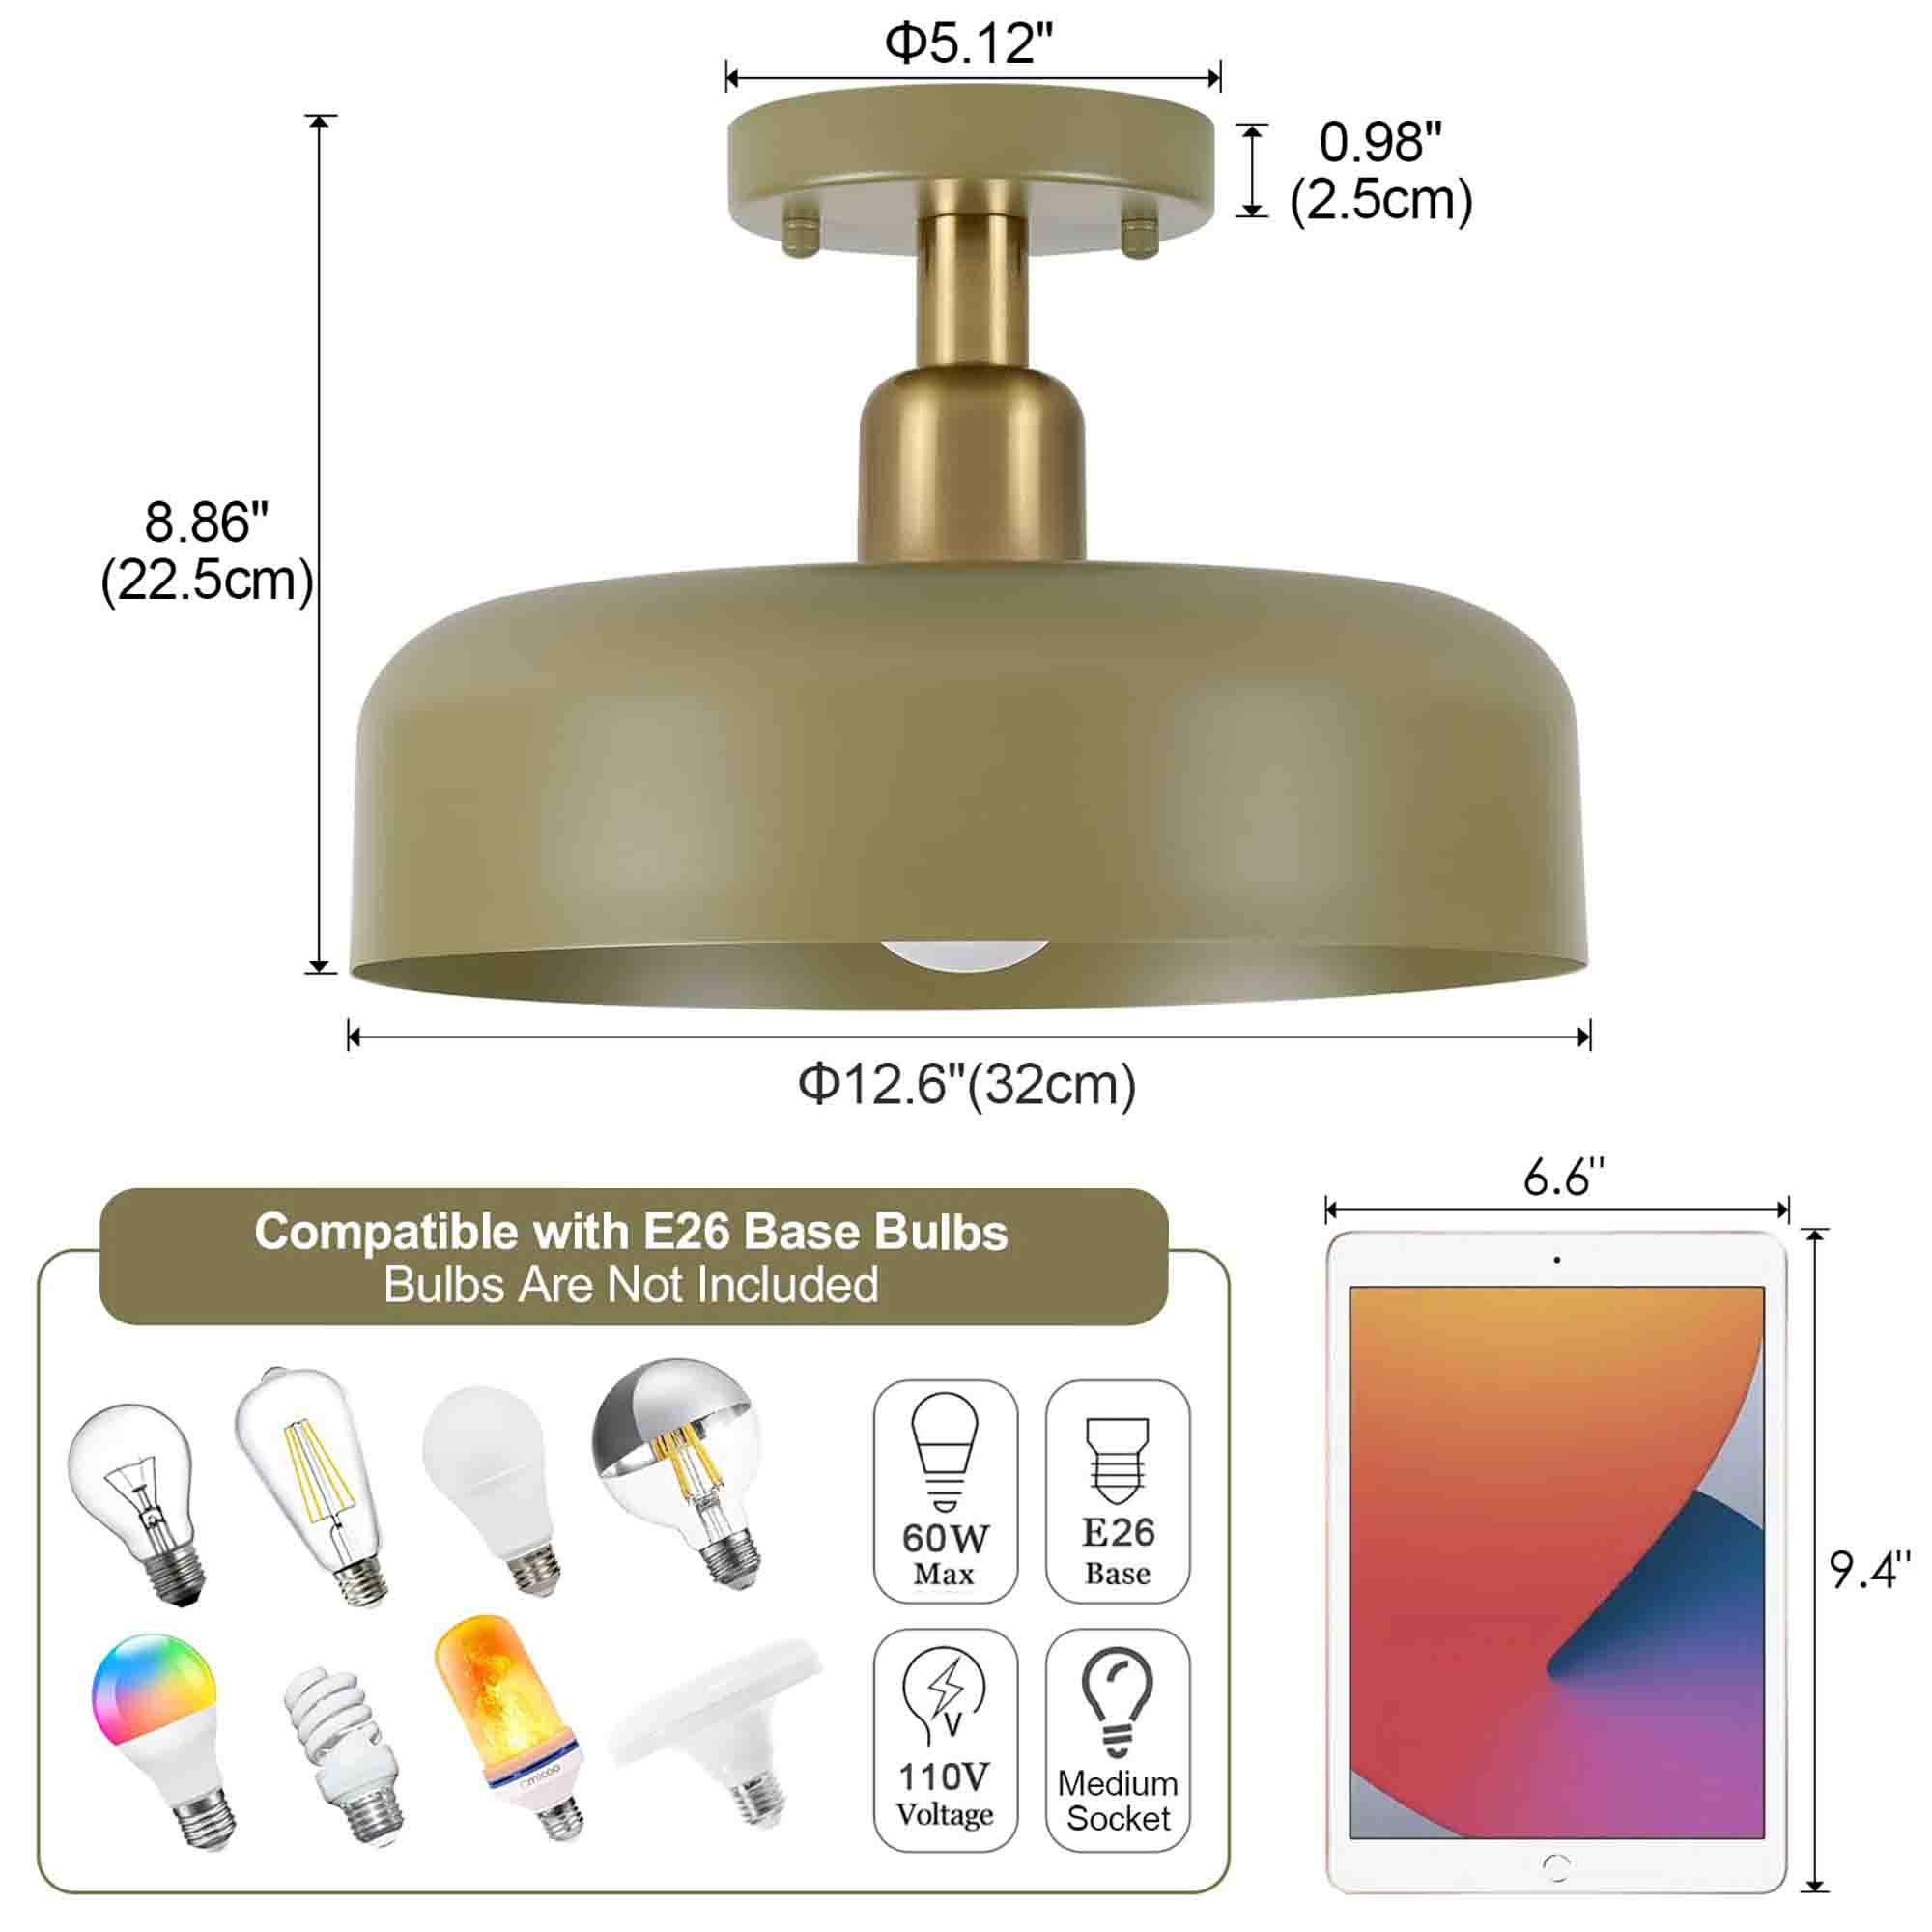 Φ5.12"
0.98"
(2.5cm)
8.86"
(22.5cm)
Φ12.6"(32cm)
Compatible with E26 Base Bulbs
Bulbs Are Not Included
60W
Max
E26
Base
V
110V
Voltage
Medium
Socket
6.6"
9.4"